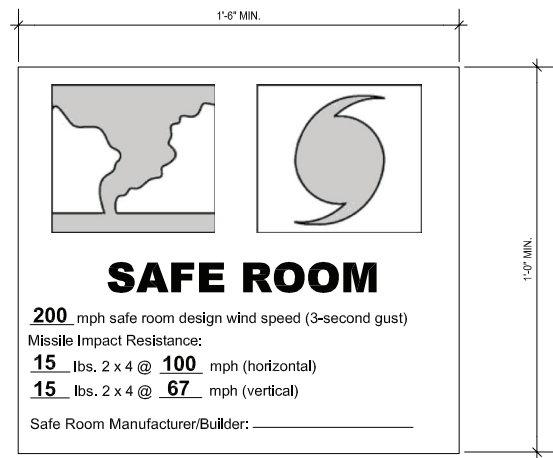 1'-6" MIN.
1'-0" MIN.
SAFE ROOM
200 mph safe room design wind speed (3-second gust)
Missile Impact Resistance:
15 lbs. 2 x 4 @ 100 mph (horizontal)
15 lbs. 2 x 4 @ 67 mph (vertical)
Safe Room Manufacturer/Builder: